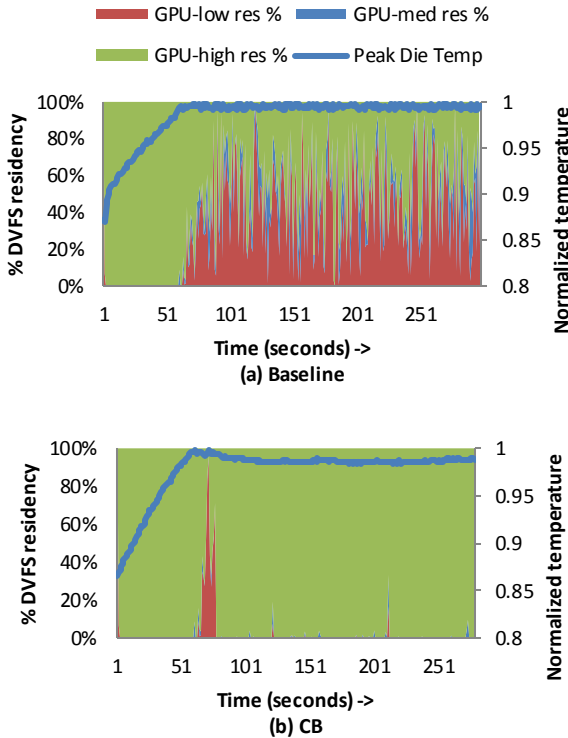 GPU-low res %
GPU-med res %
GPU-high res %
Peak Die Temp
100%
80%
60%
40%
20%
0%
% DVFS residency
1
0.95
0.9
0.85
0.8
Normalized temperature
1 51 101 151 201 251
Time (seconds) ->
(a) Baseline
100%
80%
60%
40%
20%
0%
% DVFS residency
1
0.95
0.9
0.85
0.8
Normalized temperature
1 51 101 151 201 251
Time (seconds) ->
(b) CB